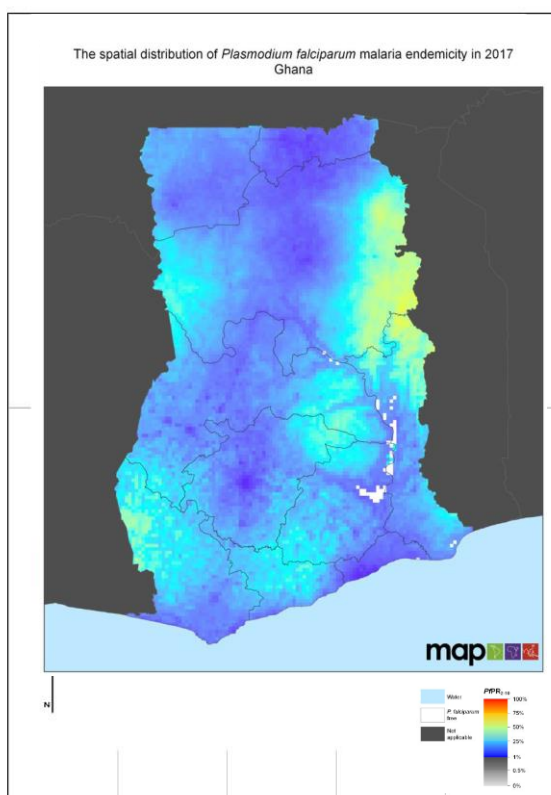 The spatial distribution of Plasmodium falciparum malaria endemicity in 2017
Ghana
map
N
Water
P. falciparum
free
Not
applicable
PfPR2-10
100%
75%
50%
25%
1%
0.5%
0%